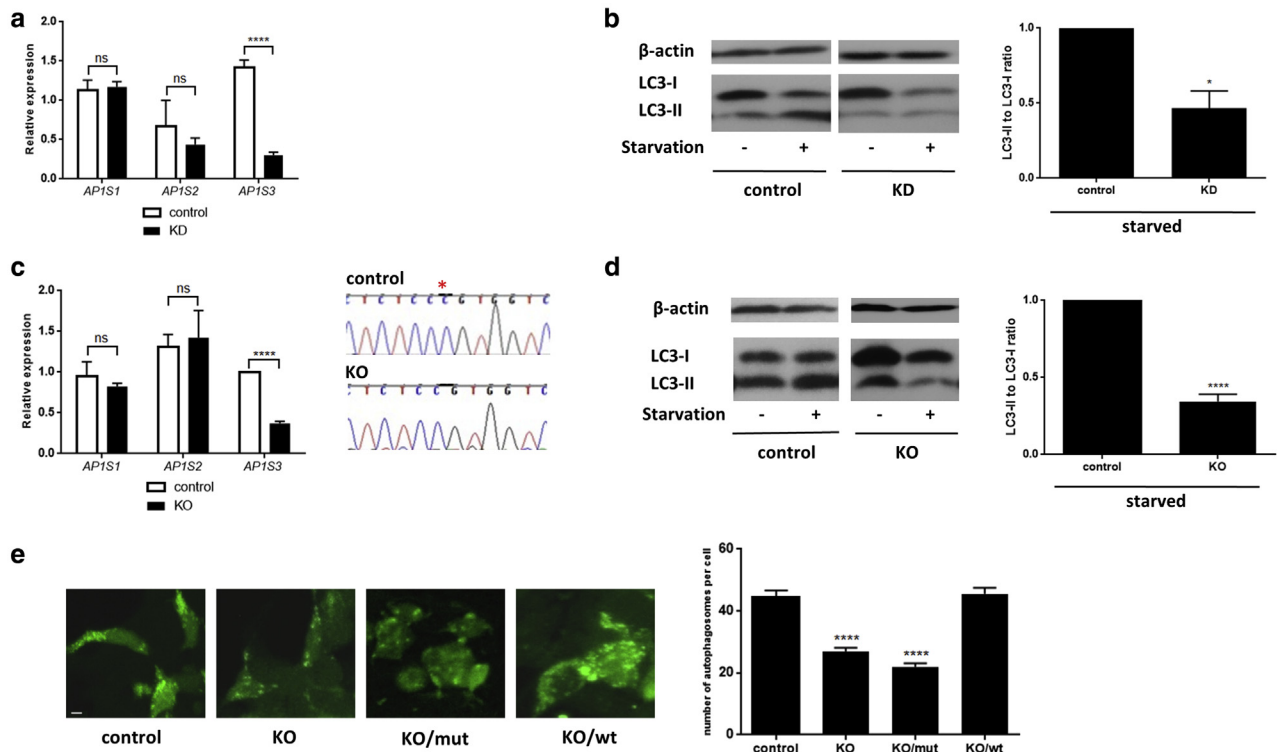 a
2.0
1.5
1.0
0.5
0.0
Relative expression
ns
ns
****
AP1S1 AP1S2 AP1S3
control
KD
b
β-actin
LC3-I
LC3-II
Starvation - + - +
control KD
1.0
0.5
0.0
LC3-II to LC3-I ratio
*
control KD
starved
c
2.0
1.5
1.0
0.5
0.0
Relative expression
ns
ns
****
AP1S1 AP1S2 AP1S3
control
KO
control
*
C T C T C C C G T G G T C
KO
C T C T C C G T G G T C
d
β-actin
LC3-I
LC3-II
Starvation - + - +
control KO
1.0
0.5
0.0
LC3-II to LC3-I ratio
****
control KO
starved
e
control KO KO/mut KO/wt
60
40
20
0
number of autophagosomes per cell
****
****
control KO KO/mut KO/wt